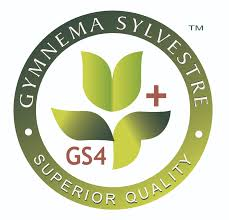 GYMNEMA SYLVESTRE
TM
+
GS4
• SUPERIOR QUALITY •